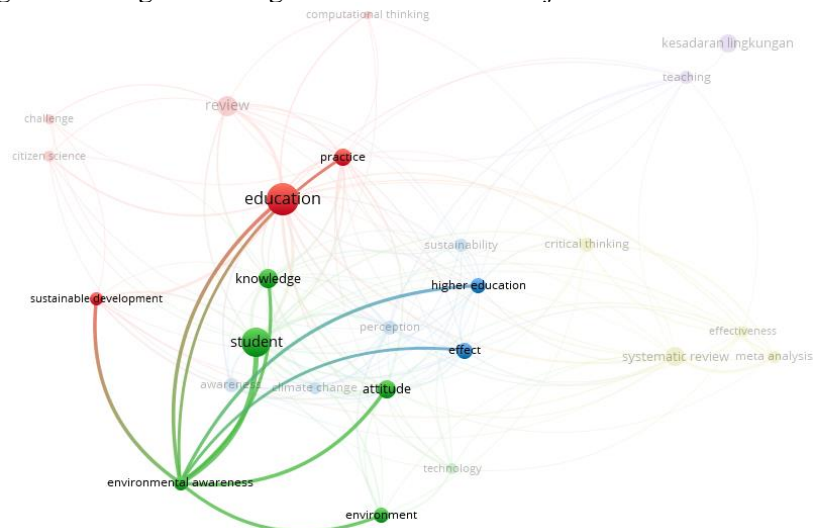 computational thinking
kesadaran lingkungan
teaching
review
challenge
citizen science
practice
education
sustainability
critical thinking
knowledge
higher education
sustainable development
perception
effectiveness
student
effect
systematic review
meta analysis
awareness
climate change
attitude
technology
environmental awareness
environment